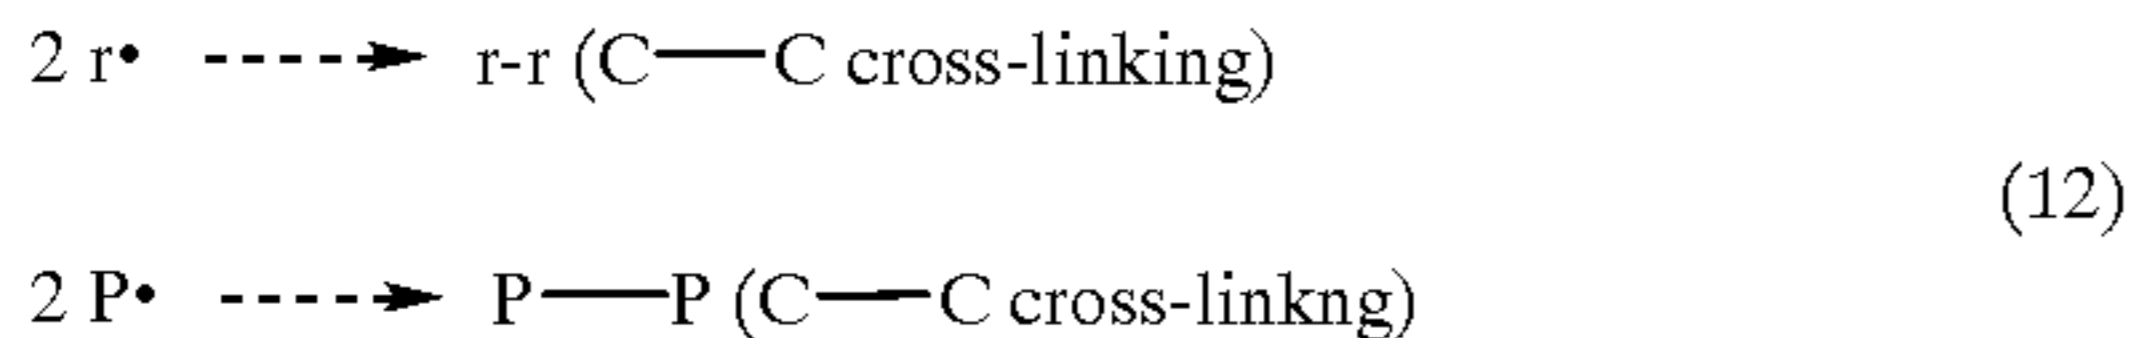 2 r• ----► r-r (C—C cross-linking)
(12)
2 P• ----► P—P (C—C cross-linkng)